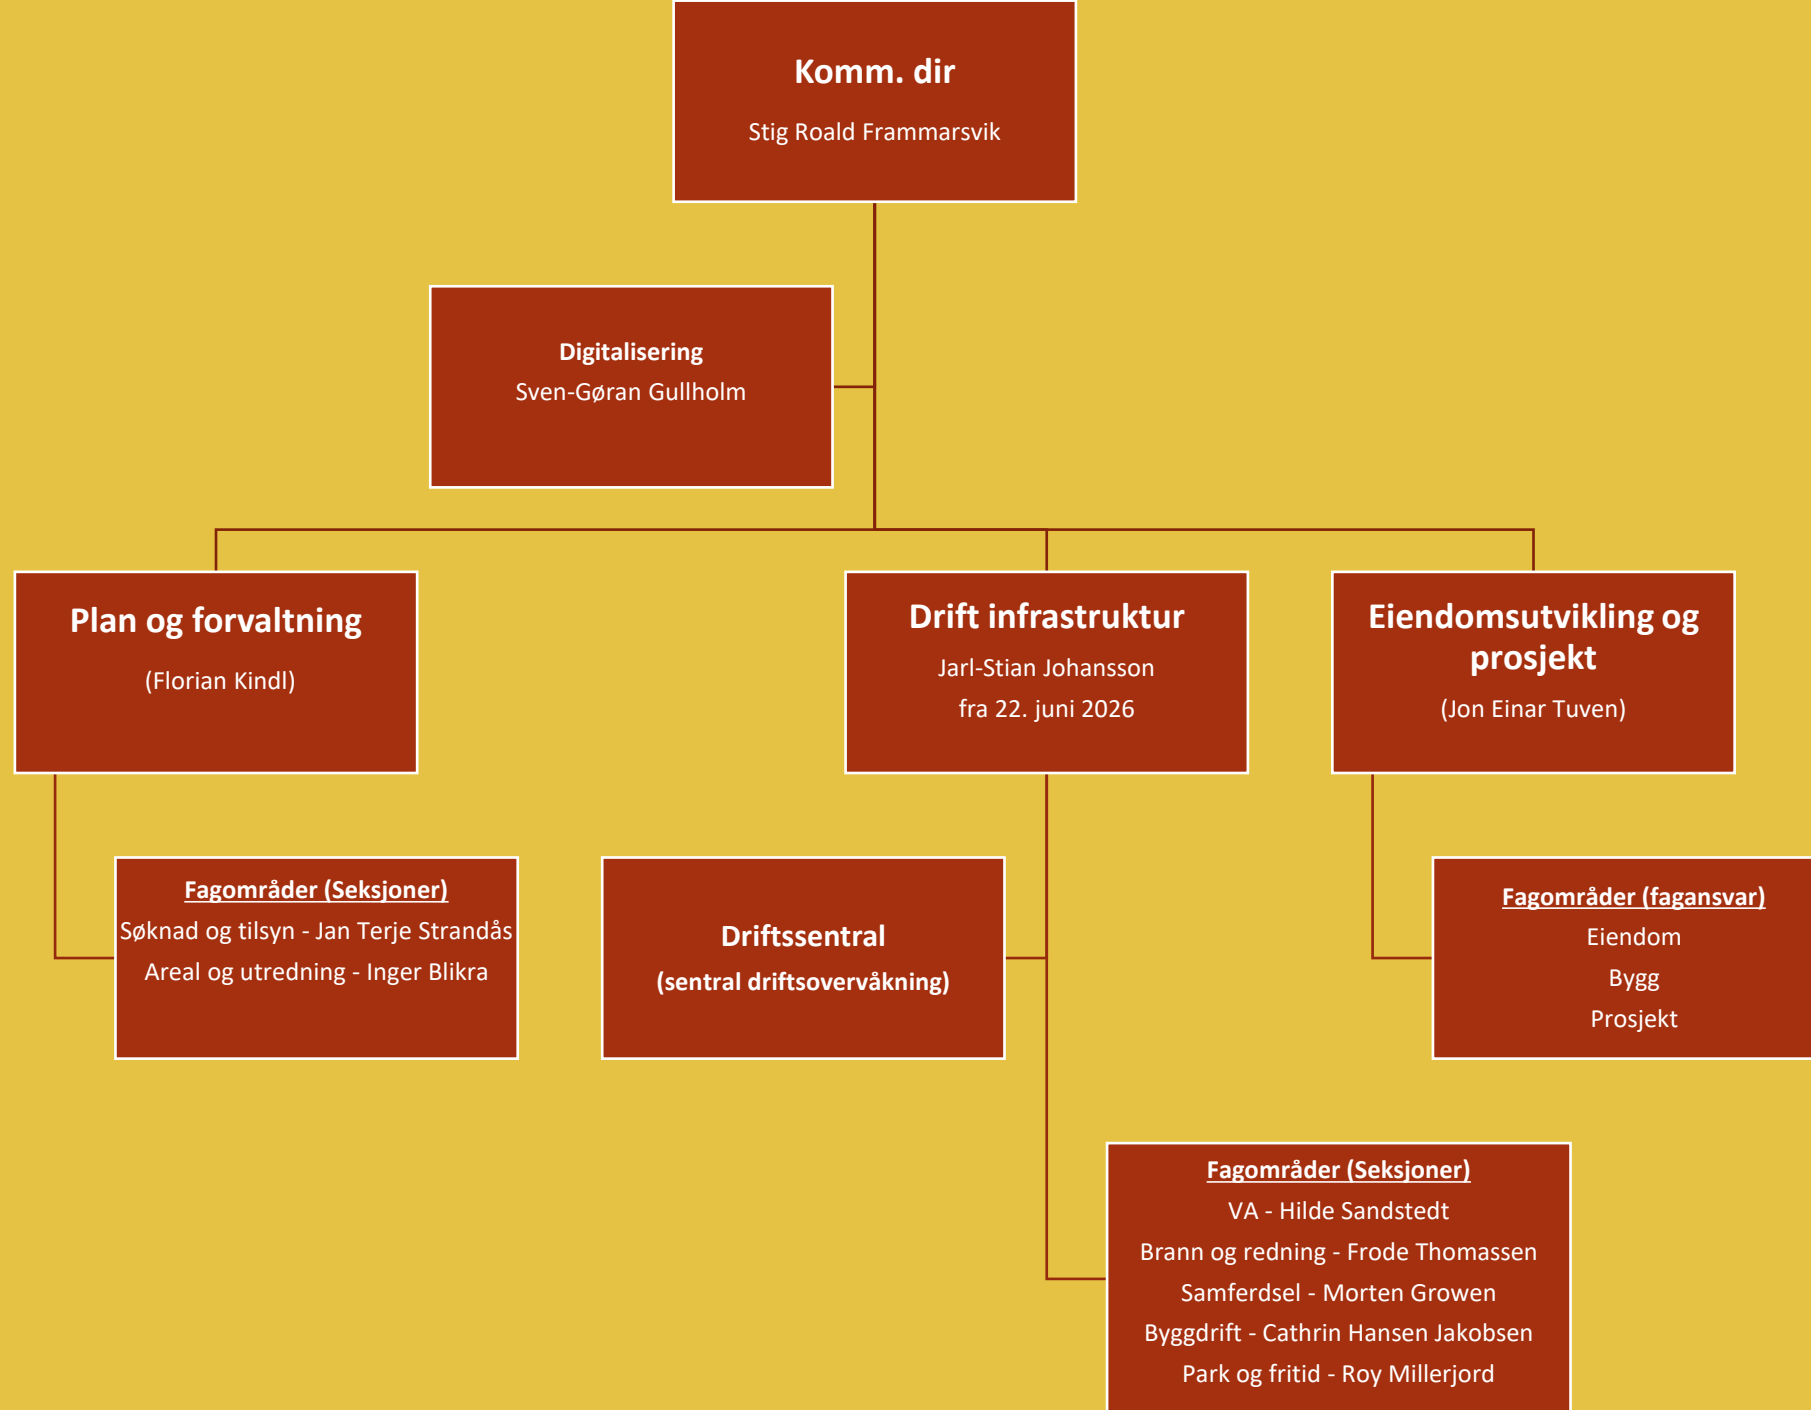 Komm. dir
Stig Roald Frammarsvik
Digitalisering
Sven-Gøran Gullholm
Plan og forvaltning
(Florian Kindl)
Drift infrastruktur
Jarl-Stian Johansson
fra 22. juni 2026
Eiendomsutvikling og
prosjekt
(Jon Einar Tuven)
Fagområder (Seksjoner)
Søknad og tilsyn - Jan Terje Strandås
Areal og utredning - Inger Blikra
Driftssentral
(sentral driftsovervåkning)
Fagområder (fagansvar)
Eiendom
Bygg
Prosjekt
Fagområder (Seksjoner)
VA - Hilde Sandstedt
Brann og redning - Frode Thomassen
Samferdsel - Morten Growen
Byggdrift - Cathrin Hansen Jakobsen
Park og fritid - Roy Millerjord